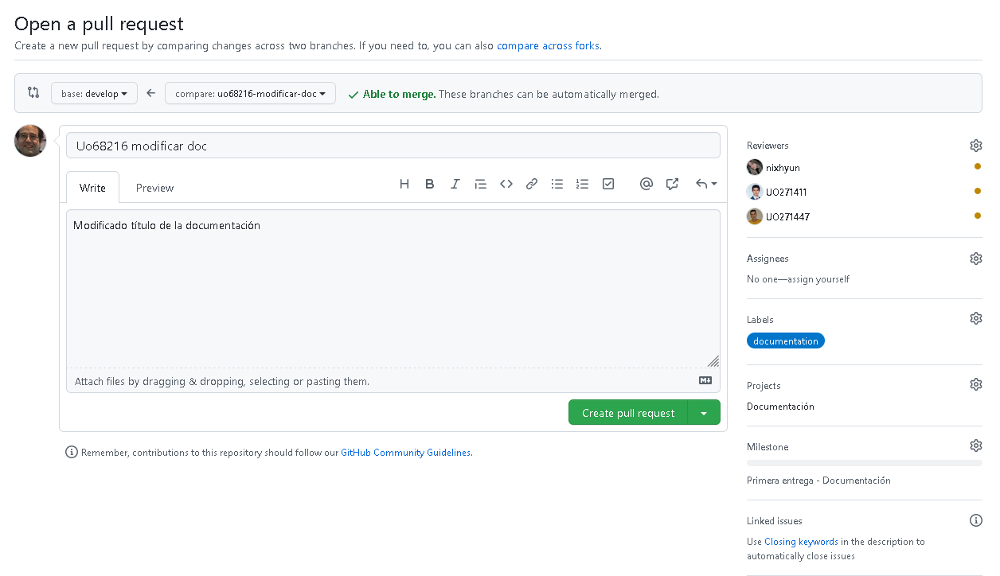 Open a pull request
Create a new pull request by comparing changes across two branches. If you need to, you can also compare across forks.
base: develop
compare: uo68216-modificar-doc
Able to merge. These branches can be automatically merged.
Uo68216 modificar doc
Write
Preview
Modificado título de la documentación
Attach files by dragging & dropping, selecting or pasting them.
Create pull request
Remember, contributions to this repository should follow our GitHub Community Guidelines.
Reviewers
nixhyun
UO271411
UO271447
Assignees
No one—assign yourself
Labels
documentation
Projects
Documentación
Milestone
Primera entrega - Documentación
Linked issues
Use Closing keywords in the description to
automatically close issues